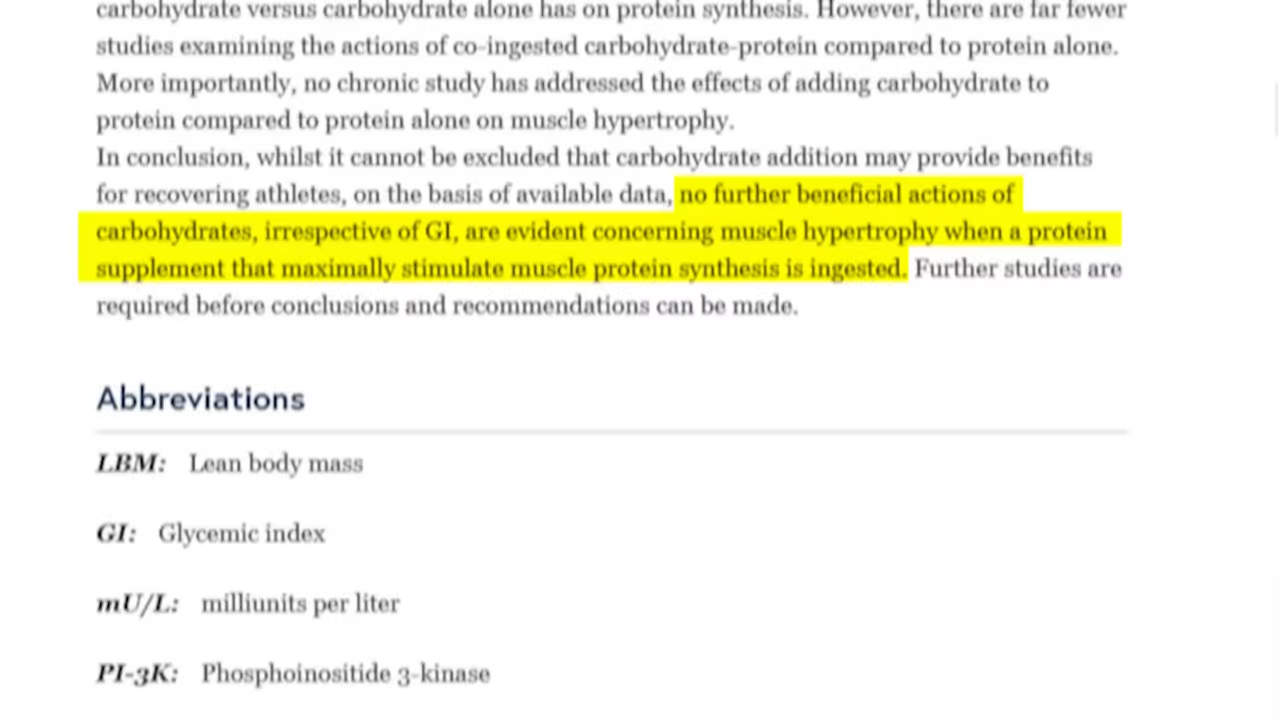 carbohydrate versus carbohydrate alone has on protein synthesis. However, there are far fewer
studies examining the actions of co-ingested carbohydrate-protein compared to protein alone.
More importantly, no chronic study has addressed the effects of adding carbohydrate to
protein compared to protein alone on muscle hypertrophy.
In conclusion, whilst it cannot be excluded that carbohydrate addition may provide benefits
for recovering athletes, on the basis of available data, no further beneficial actions of
carbohydrates, irrespective of GI, are evident concerning muscle hypertrophy when a protein
supplement that maximally stimulate muscle protein synthesis is ingested. Further studies are
required before conclusions and recommendations can be made.
Abbreviations
LBM: Lean body mass
GI: Glycemic index
mU/L: milliunits per liter
PI-3K: Phosphoinositide 3-kinase